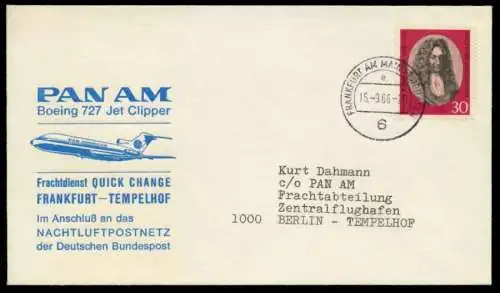 PAN AM
Boeing 727 Jet Clipper
Frachtdienst QUICK CHANGE
FRANKFURT—TEMPELHOF
Im Anschluß an das
NACHTLUFTPOSTNETZ
der Deutschen Bundespost
FRANKFURT AM MAIN
e
15.-9.66-
6
30
Kurt Dahmann
c/o PAN AM
Frachtabteilung
Zentralflughafen
1000 BERLIN - TEMPELHOF